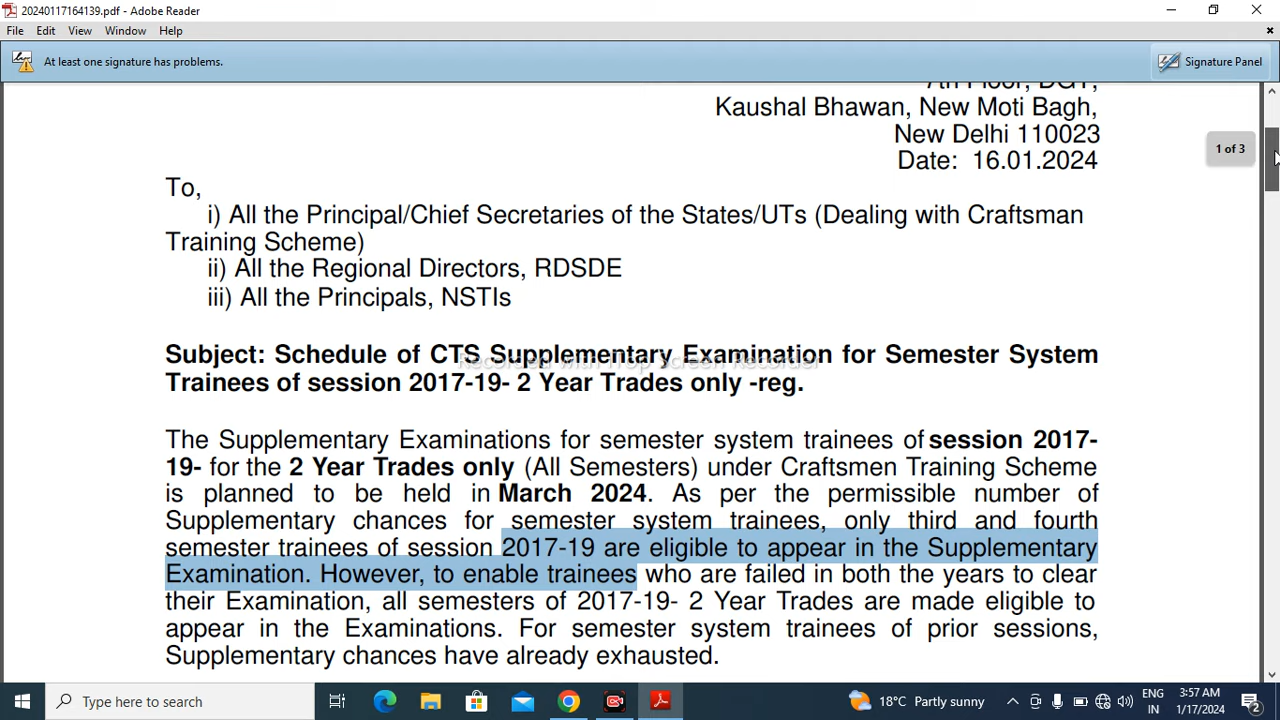 20240117164139.pdf - Adobe Reader
File Edit View Window Help
At least one signature has problems.
Signature Panel
7th Floor, DGT,
Kaushal Bhawan, New Moti Bagh,
New Delhi 110023
Date: 16.01.2024
1 of 3
To,
i) All the Principal/Chief Secretaries of the States/UTs (Dealing with Craftsman
Training Scheme)
ii) All the Regional Directors, RDSDE
iii) All the Principals, NSTIs
Subject: Schedule of CTS Supplementary Examination for Semester System
Recorded with iTop Screen Recorder
Trainees of session 2017-19- 2 Year Trades only -reg.
The Supplementary Examinations for semester system trainees of session 2017-
19- for the 2 Year Trades only (All Semesters) under Craftsmen Training Scheme
is planned to be held in March 2024. As per the permissible number of
Supplementary chances for semester system trainees, only third and fourth
semester trainees of session 2017-19 are eligible to appear in the Supplementary
Examination. However, to enable trainees who are failed in both the years to clear
their Examination, all semesters of 2017-19- 2 Year Trades are made eligible to
appear in the Examinations. For semester system trainees of prior sessions,
Supplementary chances have already exhausted.
Type here to search
18°C Partly sunny
ENG
IN
3:57 AM
1/17/2024
2